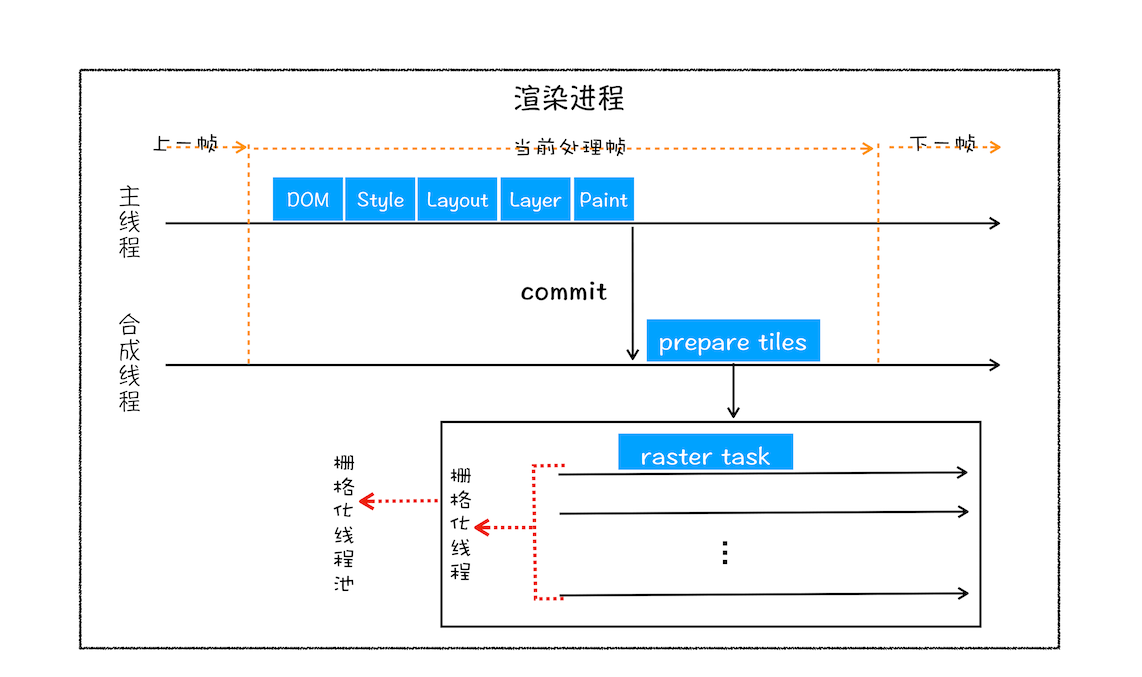 渲染进程
上一帧
当前处理帧
下一帧
主线程
DOM
Style
Layout
Layer
Paint
commit
合成线程
prepare tiles
栅格化线程池
栅格化线程
raster task
⋮